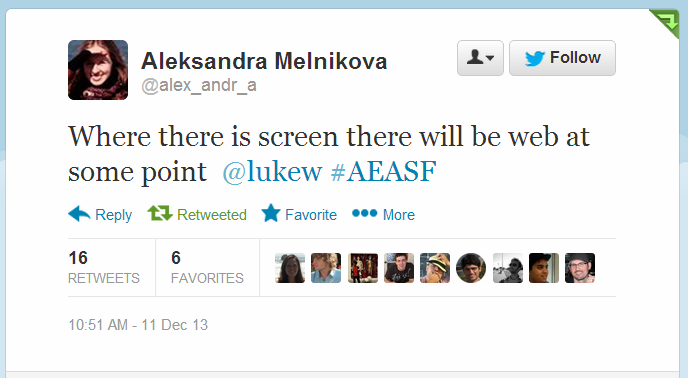 Aleksandra Melnikova
@alex_andr_a
Follow
Where there is screen there will be web at
some point @lukew #AEASF
Reply Retweeted Favorite More
16 6
RETWEETS FAVORITES
10:51 AM - 11 Dec 13